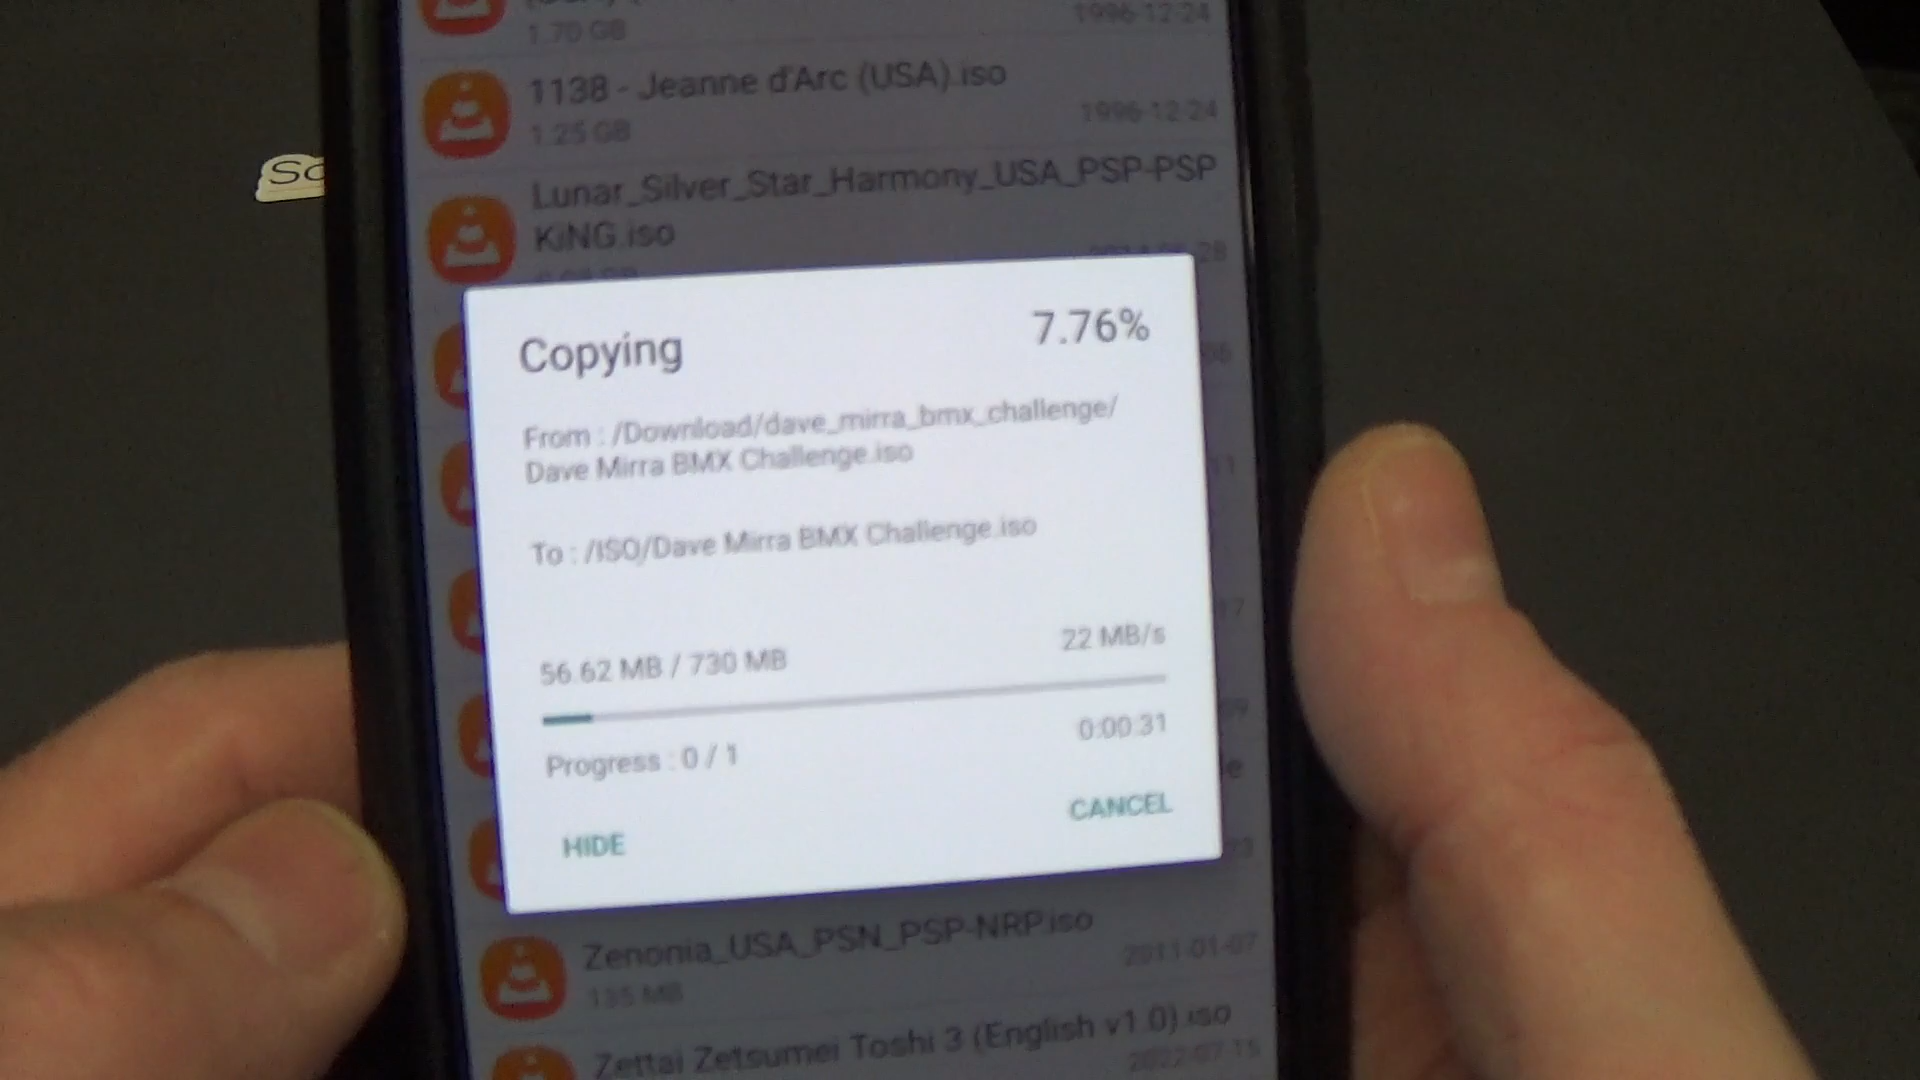 1.70 GB
1996-12-24
1138 - Jeanne d'Arc (USA).iso
1.25 GB
1996-12-24
Lunar_Silver_Star_Harmony_USA_PSP-PSP
KiNG.iso
Copying
7.76%
From : /Download/dave_mirra_bmx_challenge/
Dave Mirra BMX Challenge.iso
To : /ISO/Dave Mirra BMX Challenge.iso
56.62 MB / 730 MB
22 MB/s
Progress : 0 / 1
0:00:31
HIDE
CANCEL
Zenonia_USA_PSN_PSP-NRP.iso
135 MB
2011-01-07
Zettai Zetsumei Toshi 3 (English v1.0).iso
2022-07-15